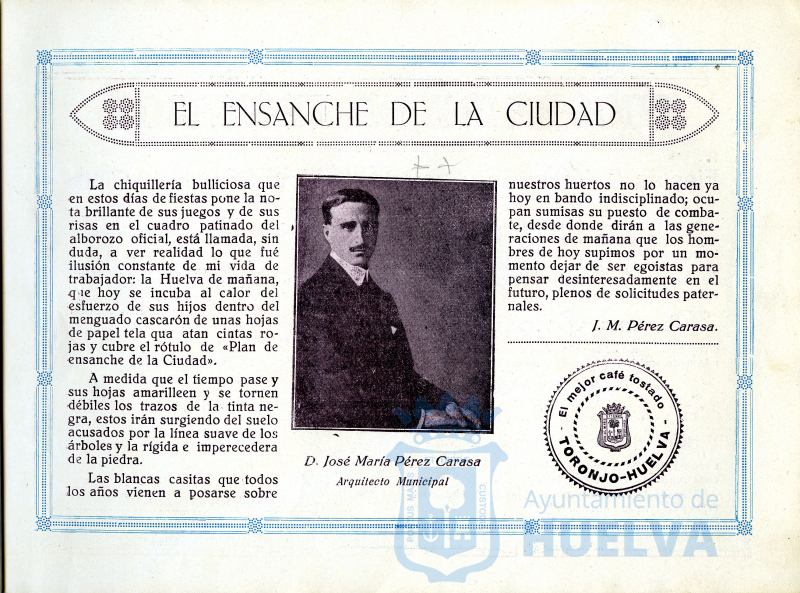 EL ENSANCHE DE LA CIUDAD
La chiquillería bulliciosa que
en estos días de fiestas pone la no-
ta brillante de sus juegos y de sus
risas en el cuadro patinado del
alborozo oficial, está llamada, sin
duda, a ver realidad lo que fué
ilusión constante de mi vida de
trabajador: la Huelva de mañana,
que hoy se incuba al calor del
esfuerzo de sus hijos dentro del
menguado cascarón de unas hojas
de papel tela que atan cintas ro-
jas y cubre el rótulo de «Plan de
ensanche de la Ciudad».
A medida que el tiempo pase y
sus hojas amarilleen y se tornen
débiles los trazos de la tinta ne-
gra, estos irán surgiendo del suelo
acusados por la línea suave de los
árboles y la rígida e imperecedera
de la piedra.
Las blancas casitas que todos
los años vienen a posarse sobre
D. José María Pérez Carasa
Arquitecto Municipal
nuestros huertos no lo hacen ya
hoy en bando indisciplinado; ocu-
pan sumisas su puesto de comba-
te, desde donde dirán a las gene-
raciones de mañana que los hom-
bres de hoy supimos por un mo-
mento dejar de ser egoistas para
pensar desinteresadamente en el
futuro, plenos de solicitudes pater-
nales.
J. M. Pérez Carasa.
El mejor café tostado
- TORONJO-HUELVA -
Ayuntamiento de
HUELVA